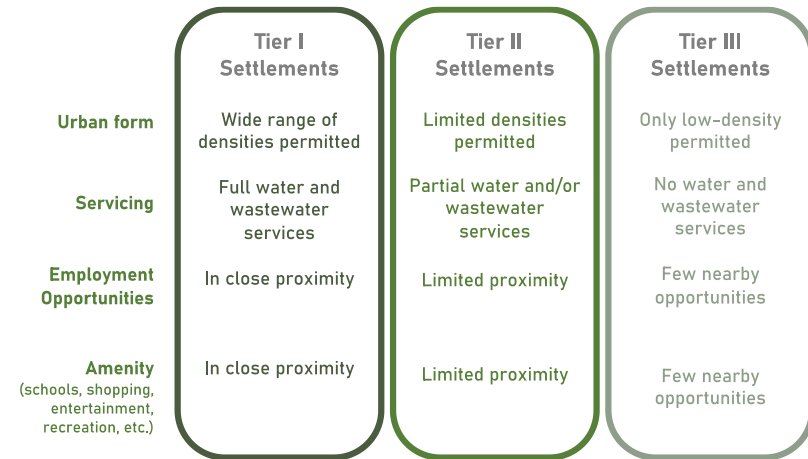 Tier I
Settlements
Tier II
Settlements
Tier III
Settlements
Urban form
Wide range of
densities permitted
Limited densities
permitted
Only low-density
permitted
Servicing
Full water and
wastewater
services
Partial water and/or
wastewater
services
No water and
wastewater
services
Employment
Opportunities
In close proximity
Limited proximity
Few nearby
opportunities
Amenity
(schools, shopping,
entertainment,
recreation, etc.)
In close proximity
Limited proximity
Few nearby
opportunities